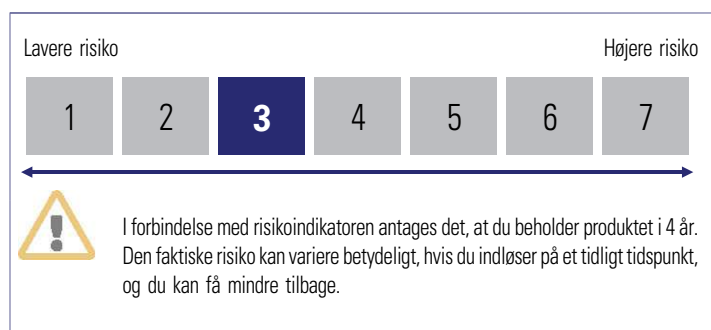 Lavere risiko Højere risiko
1 2 3 4 5 6 7
!
I forbindelse med risikoindikatoren antages det, at du beholder produktet i 4 år.
Den faktiske risiko kan variere betydeligt, hvis du indløser på et tidligt tidspunkt,
og du kan få mindre tilbage.